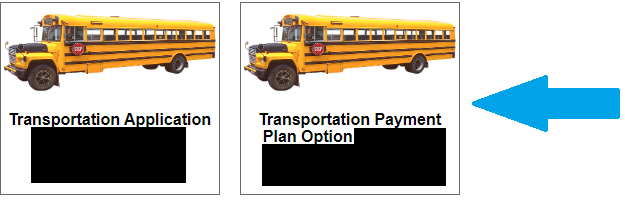 Transportation Application
Transportation Payment
Plan Option